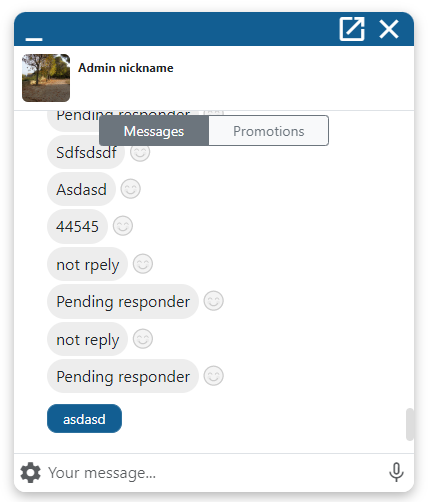 Admin nickname
Pending responder
Messages
Promotions
Sdfsdsdf
Asdasd
44545
not rpely
Pending responder
not reply
Pending responder
asdasd
Your message...